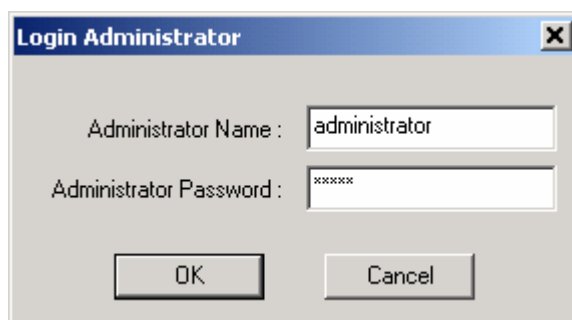 Login Administrator
Administrator Name : administrator
Administrator Password : *****
OK Cancel